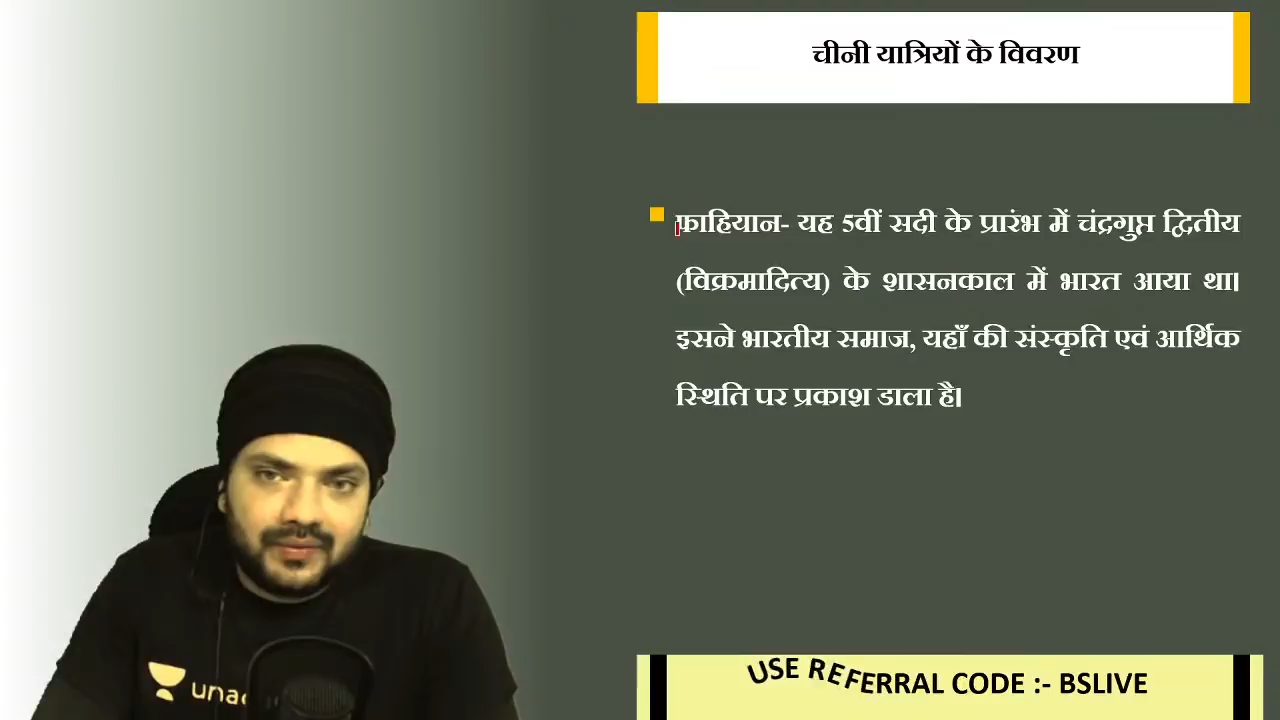 चीनी यात्रियों के विवरण
फाहियान- यह 5वीं सदी के प्रारंभ में चंद्रगुप्त द्वितीय
(विक्रमादित्य) के शासनकाल में भारत आया था।
इसने भारतीय समाज, यहाँ की संस्कृति एवं आर्थिक
स्थिति पर प्रकाश डाला है।
unac
USE REFERRAL CODE :- BSLIVE